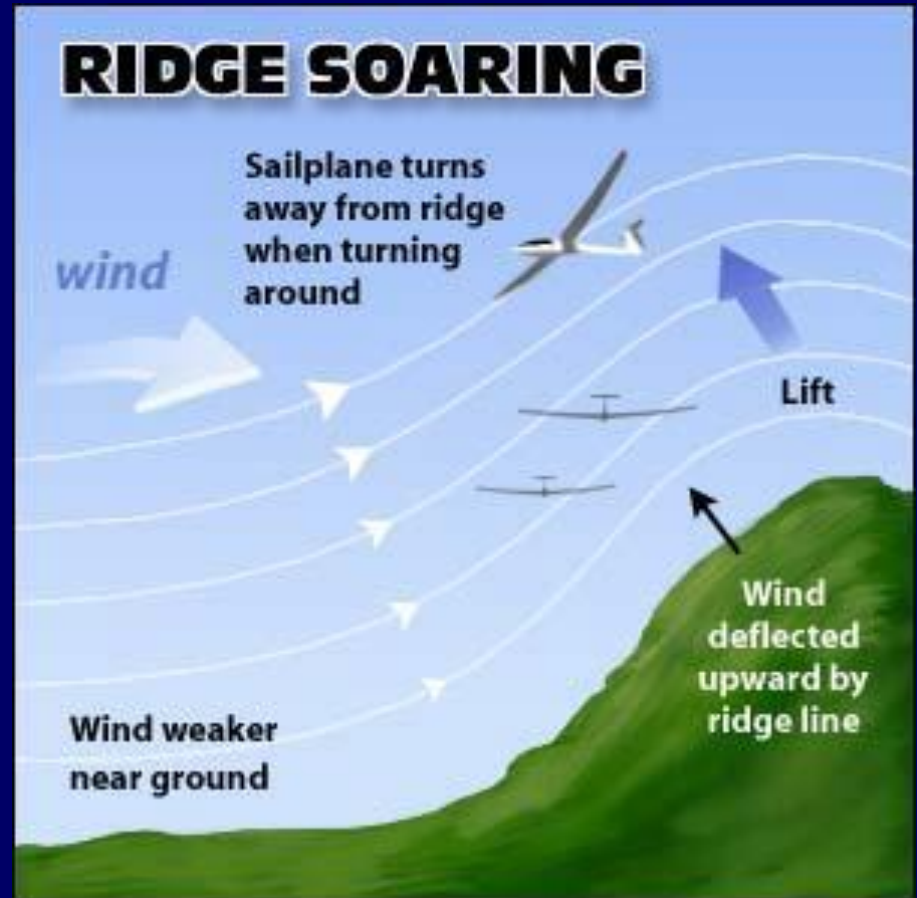 RIDGE SOARING
Sailplane turns
away from ridge
when turning
around
wind
Lift
Wind
deflected
upward by
ridge line
Wind weaker
near ground